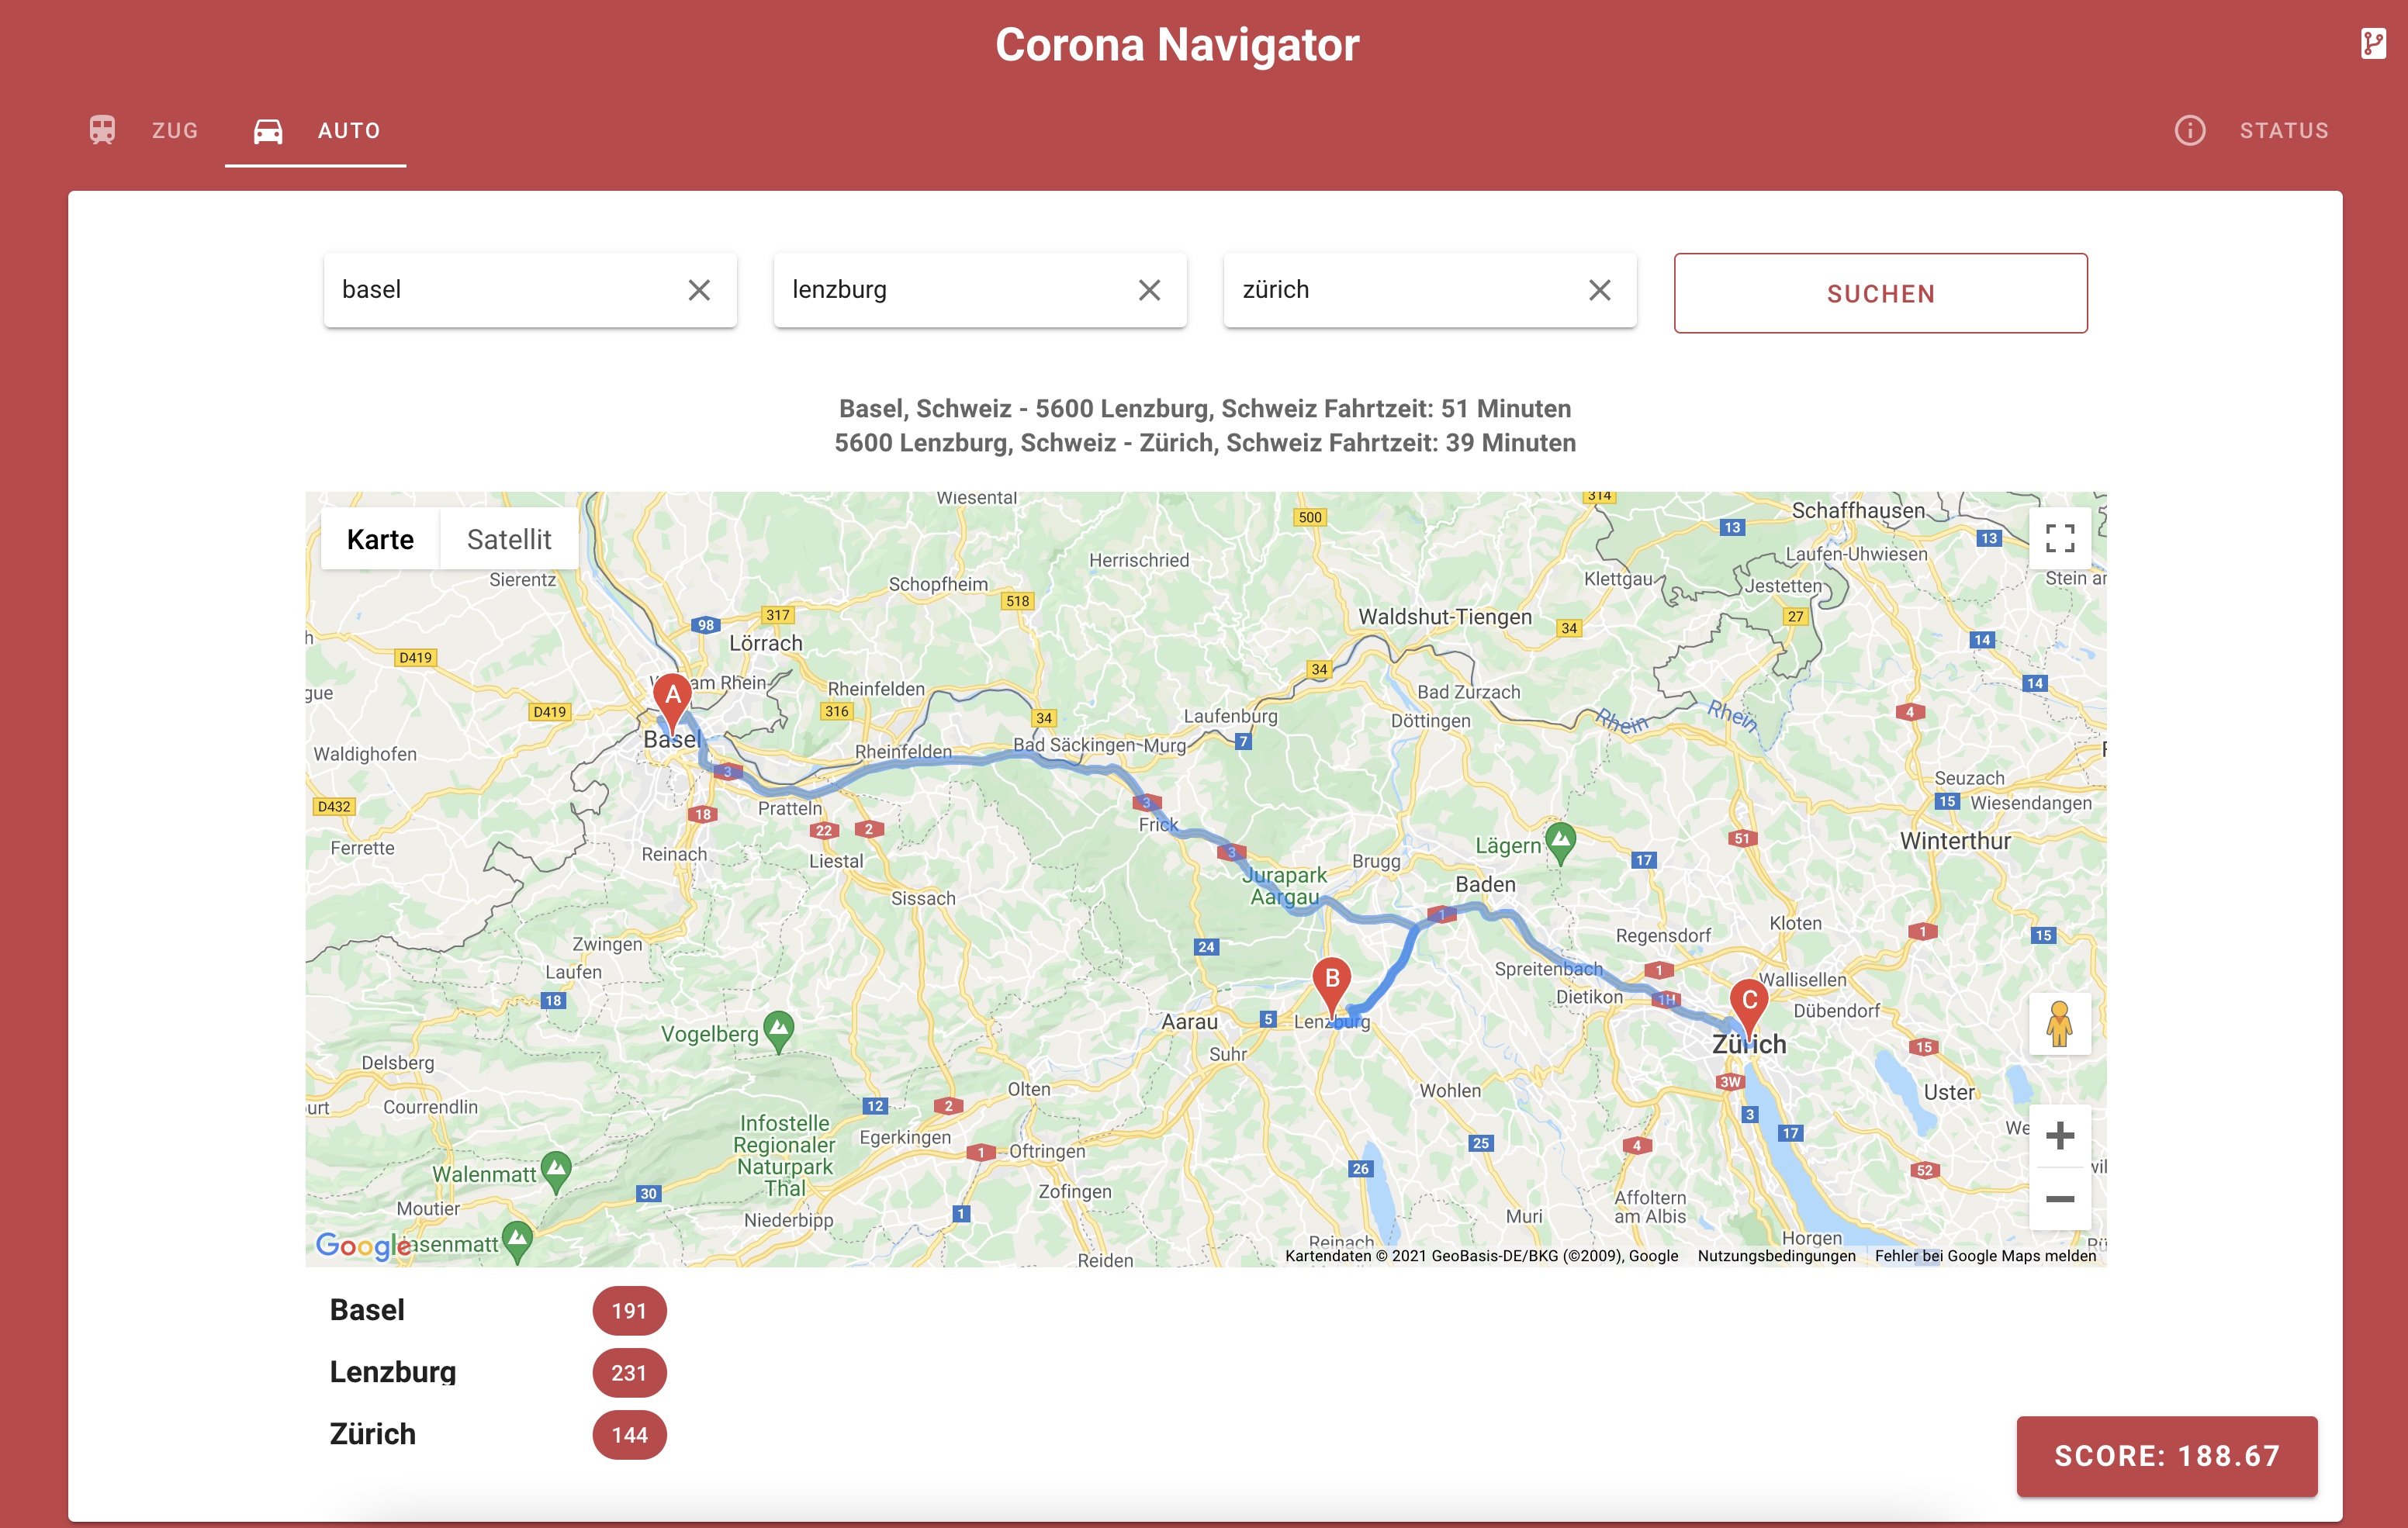 Corona Navigator
ZUG
AUTO
STATUS
basel
lenzburg
zürich
SUCHEN
Basel, Schweiz - 5600 Lenzburg, Schweiz Fahrtzeit: 51 Minuten
5600 Lenzburg, Schweiz - Zürich, Schweiz Fahrtzeit: 39 Minuten
Karte
Satellit
Wiesental
314
Schaffhausen
500
13
13
Herrischried
Laufen-Uhwiesen
Sierentz
Schopfheim
Klettgau
Jestetten
Stein
518
317
98
Waldshut-Tiengen
34
27
14
Lörrach
D419
34
14
am Rhein
Rheinfelden
Bad Zurzach
gue
A
D419
316
34
Laufenburg
Döttingen
Rhein
Rhein
4
Basel
Rheinfelden
Bad Säckingen
Murg
7
Waldighofen
3
Seuzach
D432
18
Pratteln
3
15
Wiesendangen
22
2
Frick
51
Winterthur
Ferrette
Reinach
Liestal
3
Brugg
Lägern
17
Jurapark
Aargau
Baden
Sissach
1
Kloten
Zwingen
24
Regensdorf
1
15
Laufen
B
Spreitenbach
1
Wallisellen
18
Dietikon
1H
C
Dübendorf
Vogelberg
Aarau
5
Lenzburg
Zürich
Delsberg
Suhr
15
Olten
Wohlen
3W
Uster
urt
Courrendlin
12
2
3
We
Infostelle
Regionaler
Naturpark
Thal
Egerkingen
1
Oftringen
25
17
4
Walenmatt
30
Zofingen
26
52
wil
Moutier
Niederbipp
1
Muri
Affoltern
am Albis
Google
asenmatt
Reiden
Reinach
Horgen
Kartendaten © 2021 GeoBasis-DE/BKG (©2009), Google
Nutzungsbedingungen
Fehler bei Google Maps melden
Basel
191
Lenzburg
231
Zürich
144
SCORE: 188.67